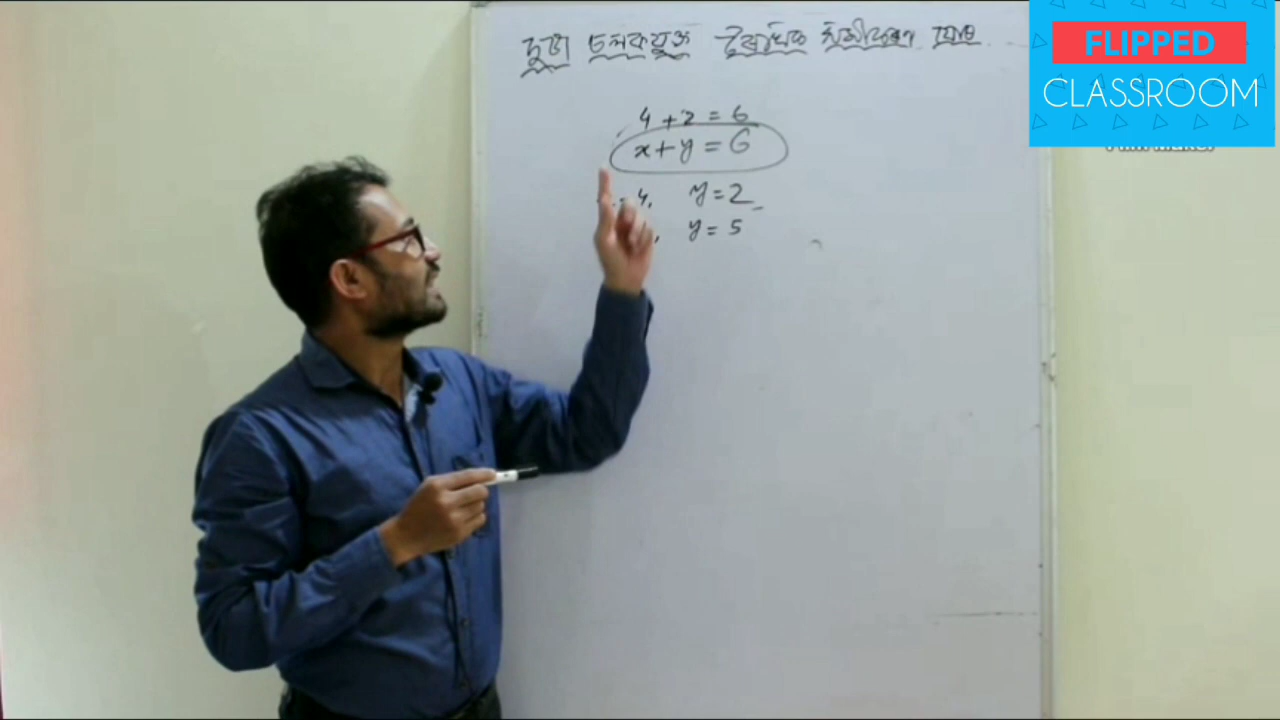 দুটা চলকযুক্ত ৰৈখিক সমীকৰণ যোৰ
4 + 2 = 6
x + y = 6
4, y = 2
, y = 5
FLIPPED
CLASSROOM